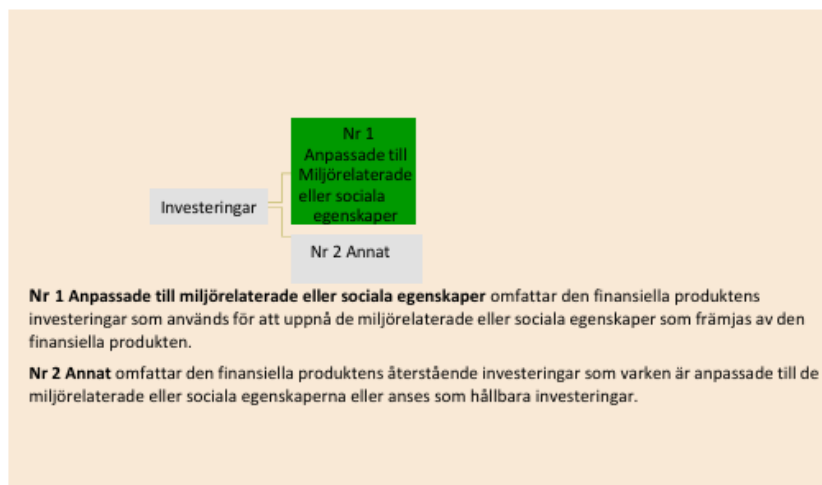 Nr 1
Anpassade till
Miljörelaterade
eller sociala
egenskaper
Investeringar
Nr 2 Annat
Nr 1 Anpassade till miljörelaterade eller sociala egenskaper omfattar den finansiella produktens
investeringar som används för att uppnå de miljörelaterade eller sociala egenskaper som främjas av den
finansiella produkten.
Nr 2 Annat omfattar den finansiella produktens återstående investeringar som varken är anpassade till de
miljörelaterade eller sociala egenskaperna eller anses som hållbara investeringar.